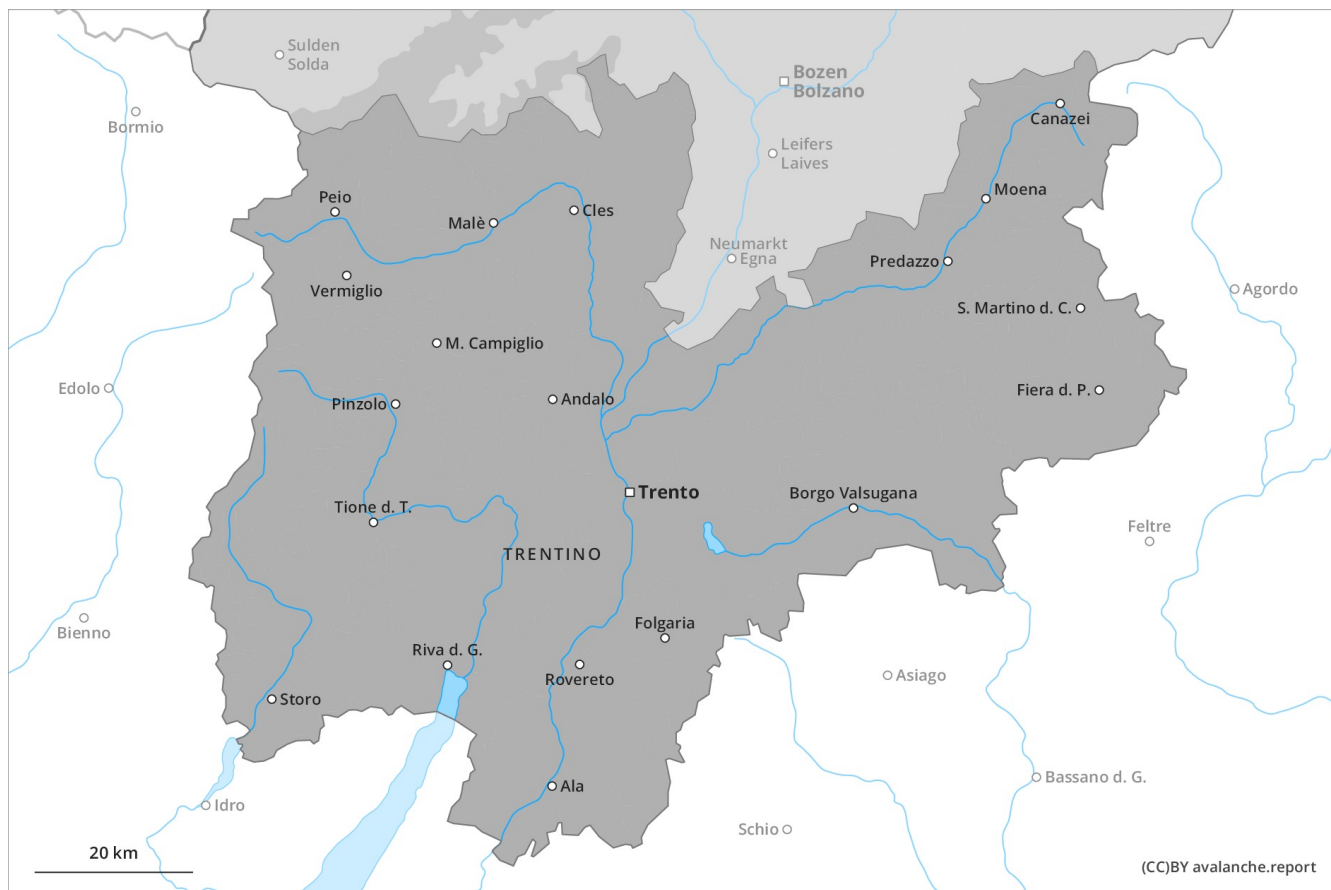 Sulden
Solda
Bozen
Bolzano
Bormio
Canazei
Leifers
Laives
Moena
Peio
Malè
Cles
Neumarkt
Egna
Predazzo
Vermiglio
Agordo
S. Martino d. C.
M. Campiglio
Edolo
Pinzolo
Andalo
Fiera d. P.
Trento
Borgo Valsugana
Tione d. T.
Feltre
TRENTINO
Bienno
Folgaria
Riva d. G.
Rovereto
Asiago
Storo
Bassano d. G.
Ala
Idro
Schio
20 km
(CC)BY avalanche.report